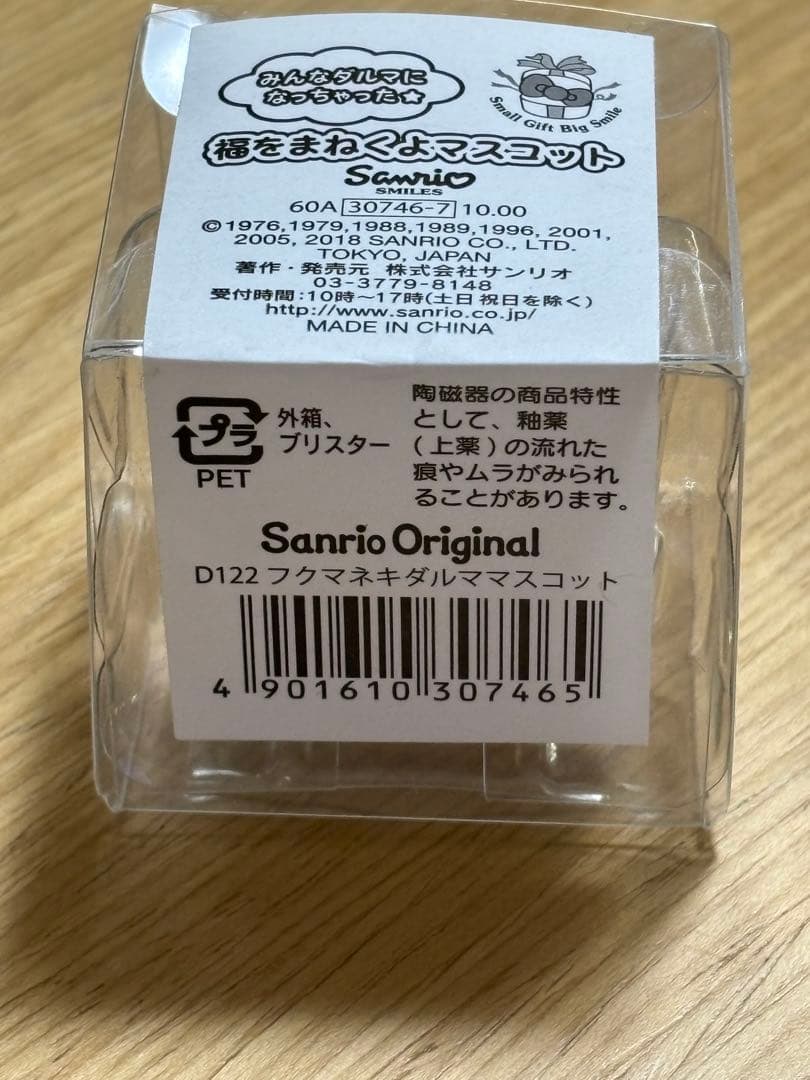 みんなダルマに
なっちゃった★
Small Gift Big Smile
福をまねくよマスコット
Sanrio
SMILES
60A 30746-7 10.00
©1976,1979,1988,1989,1996, 2001,
2005, 2018 SANRIO CO., LTD.
TOKYO, JAPAN
著作・発売元 株式会社サンリオ
03-3779-8148
受付時間:10時~17時(土日祝日を除く)
http://www.sanrio.co.jp/
MADE IN CHINA
プラ
PET
外箱、
ブリスター
陶磁器の商品特性
として、釉薬
(上薬)の流れた
痕やムラがみられ
ることがあります。
Sanrio Original
D122 フクマネキダルママスコット
4 901610 307465